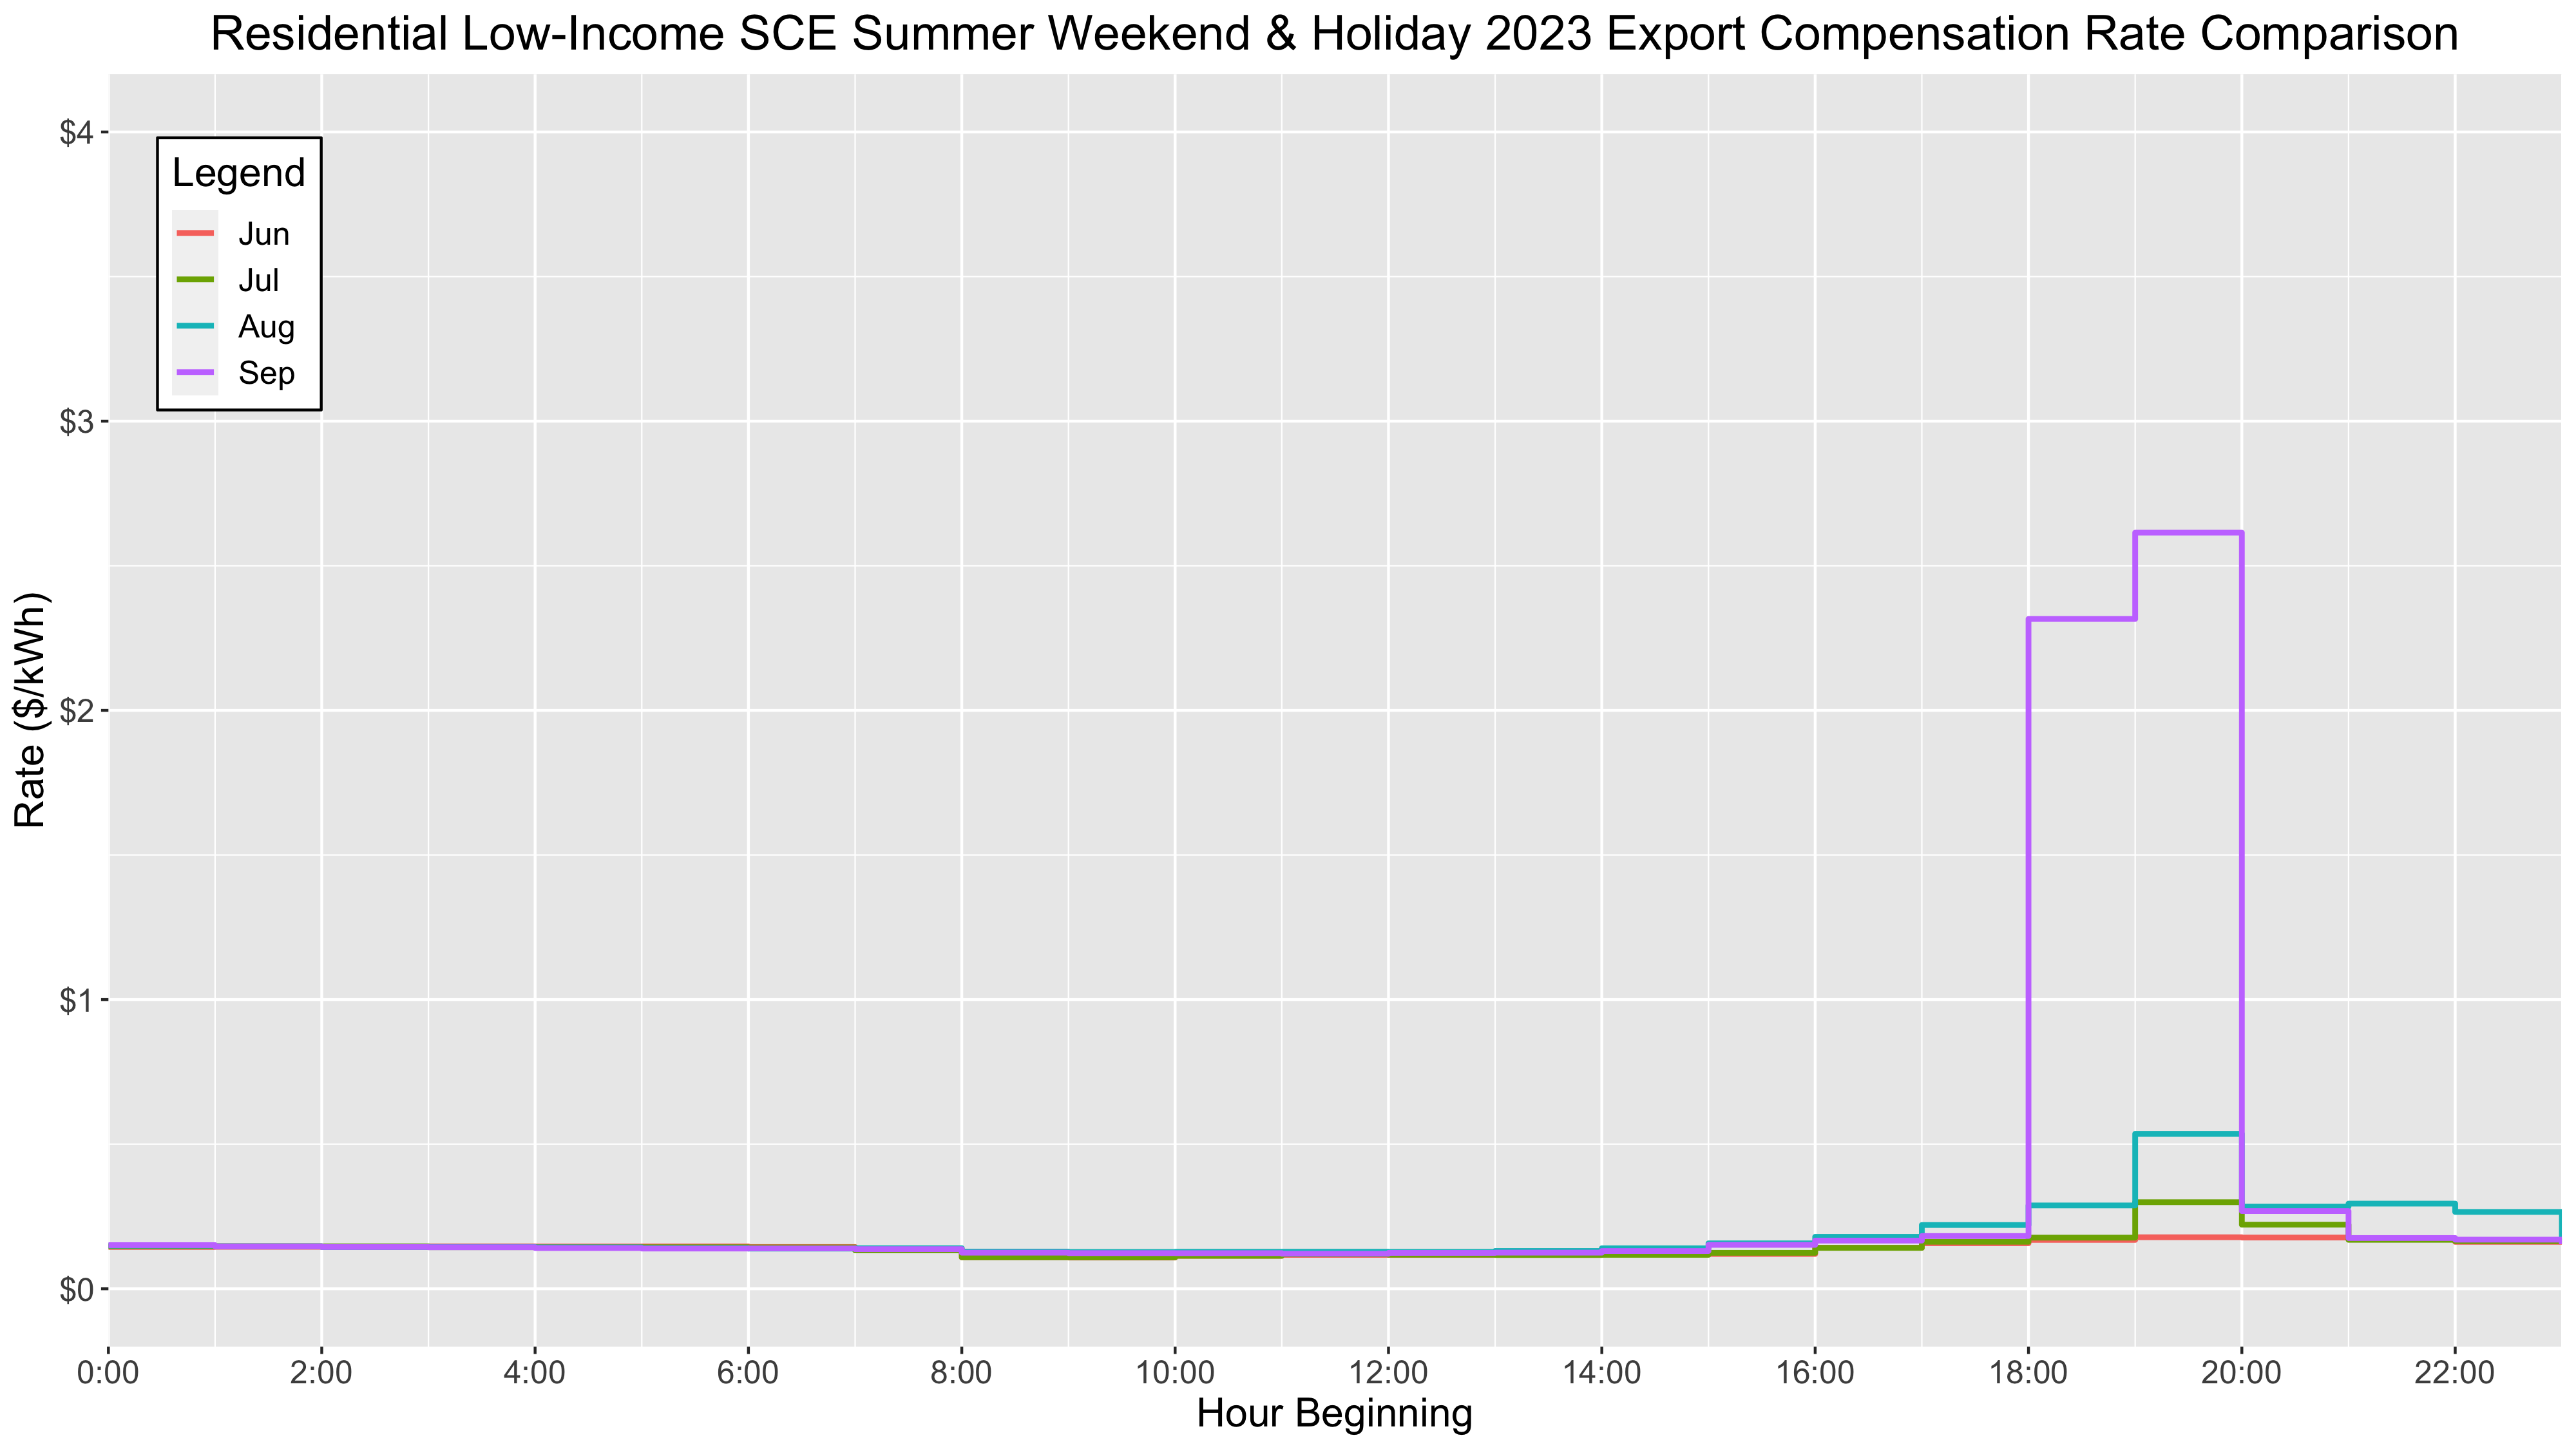 Residential Low-Income SCE Summer Weekend & Holiday 2023 Export Compensation Rate Comparison
$4
Legend
Jun
Jul
Aug
Sep
$3
$2
$1
$0
Rate ($/kWh)
0:00 2:00 4:00 6:00 8:00 10:00 12:00 14:00 16:00 18:00 20:00 22:00
Hour Beginning